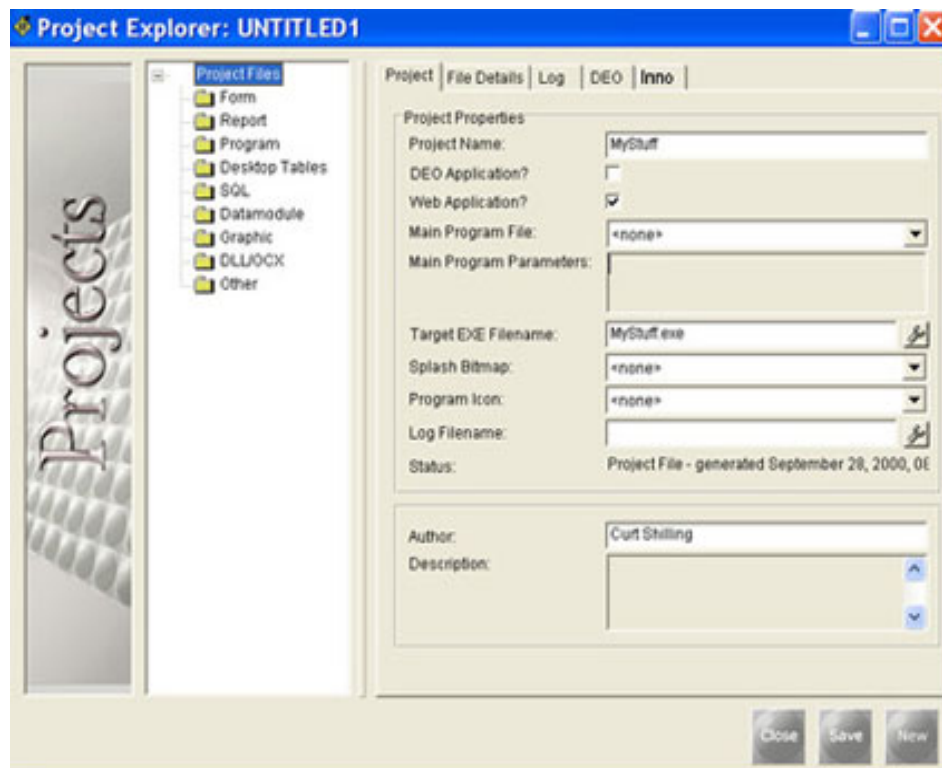 Project Explorer: UNTITLED1
Projects
Project Files
Form
Report
Program
Desktop Tables
SQL
Datamodule
Graphic
DLL/OCX
Other
Project File Details Log DEO Inno
Project Properties
Project Name: MyStuff
DEO Application?
Web Application?
Main Program File: <none>
Main Program Parameters:
Target EXE Filename: MyStuff.exe
Splash Bitmap: <none>
Program Icon: <none>
Log Filename:
Status: Project File - generated September 28, 2000,
Author: Curt Shilling
Description:
Close Save New